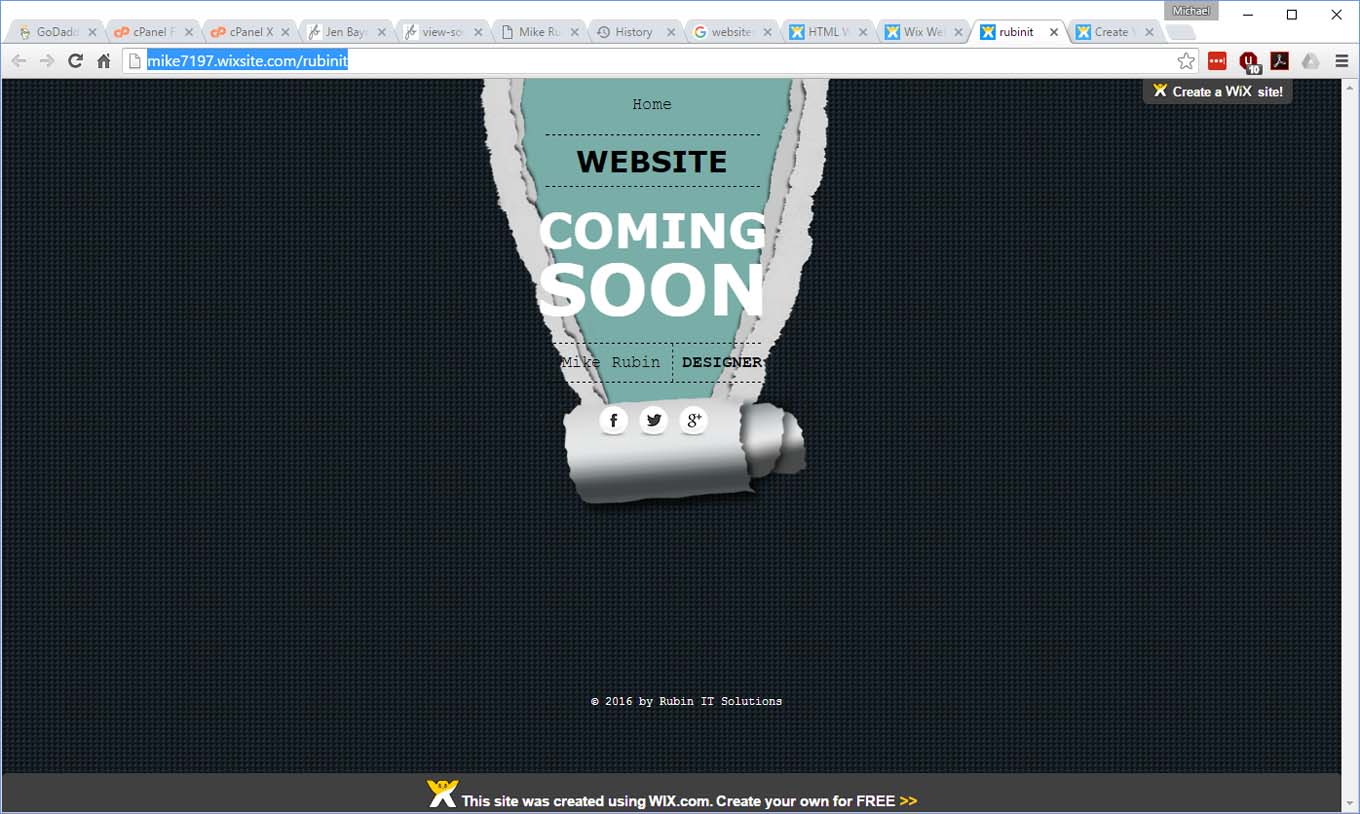 Michael
GoDad
cPanel F
cPanel X
Jen Bay
view-so
Mike Ru
History
website
HTML W
Wix We
rubinit
Create
mike7197.wixsite.com/rubinit
10
Create a WiX site!
Home
WEBSITE
COMING
SOON
Mike Rubin DESIGNER
© 2016 by Rubin IT Solutions
This site was created using WIX.com. Create your own for FREE >>